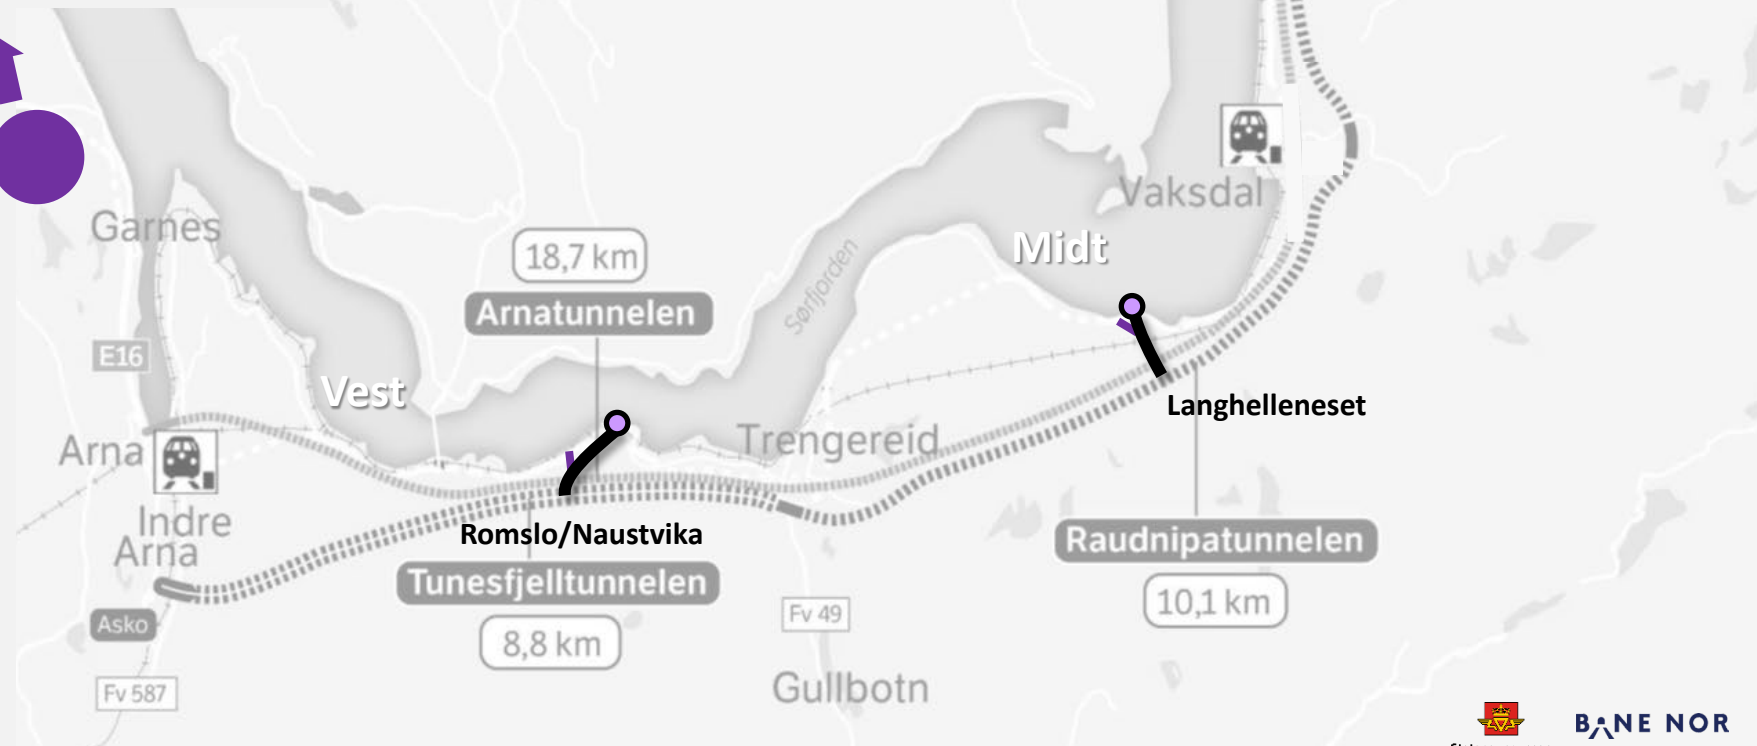 Vaksdal
Garnes
Midt
18,7 km
Sørfjorden
Arnatunnelen
E16
Vest
Langhelleneset
Arna
Trengereid
Indre
Arna
Romslo/Naustvika
Raudnipatunnelen
Tunesfjelltunnelen
10,1 km
Asko
Fv 49
8,8 km
Fv 587
Gullbotn
BANE NOR